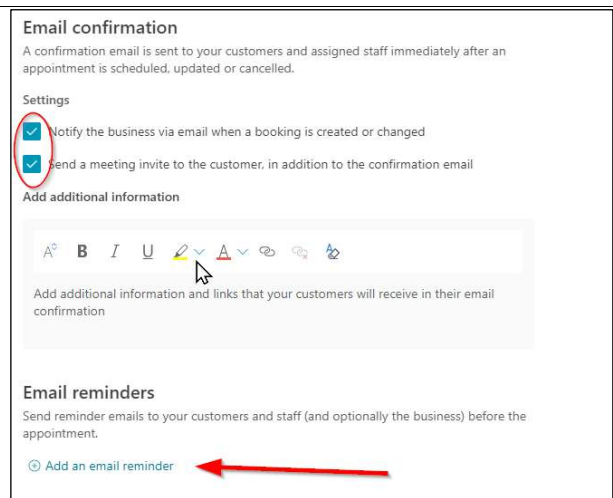 Email confirmation
A confirmation email is sent to your customers and assigned staff immediately after an
appointment is scheduled, updated or cancelled.
Settings
Notify the business via email when a booking is created or changed
Send a meeting invite to the customer, in addition to the confirmation email
Add additional information
A B I U A A
Add additional information and links that your customers will receive in their email
confirmation
Email reminders
Send reminder emails to your customers and staff (and optionally the business) before the
appointment.
Add an email reminder